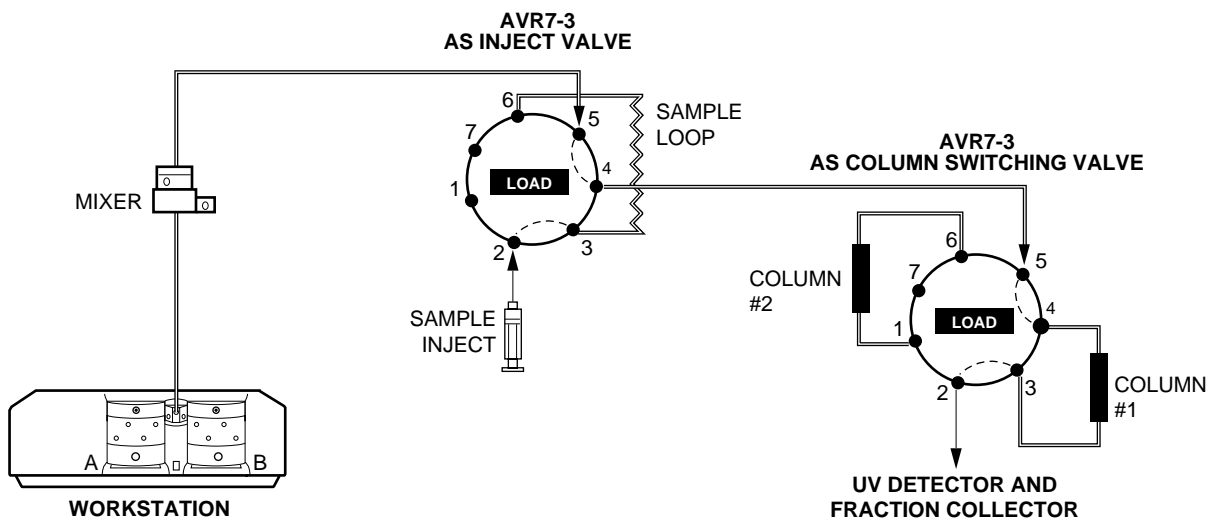 AVR7-3
AS INJECT VALVE
6
5
7
4
1
3
2
LOAD
SAMPLE
LOOP
MIXER
SAMPLE
INJECT
AVR7-3
AS COLUMN SWITCHING VALVE
6
5
7
4
1
3
2
LOAD
COLUMN
#2
COLUMN
#1
A
B
WORKSTATION
UV DETECTOR AND
FRACTION COLLECTOR